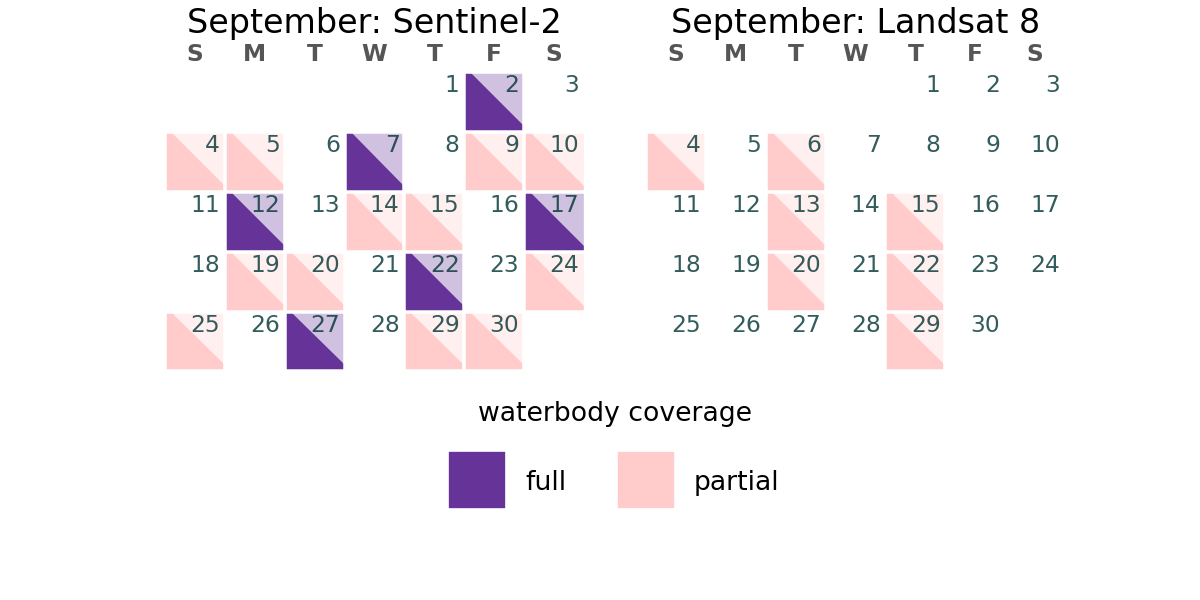 September: Sentinel-2
S M T W T F S
1 2 3
4 5 6 7 8 9 10
11 12 13 14 15 16 17
18 19 20 21 22 23 24
25 26 27 28 29 30
September: Landsat 8
S M T W T F S
1 2 3
4 5 6 7 8 9 10
11 12 13 14 15 16 17
18 19 20 21 22 23 24
25 26 27 28 29 30
waterbody coverage
full
partial